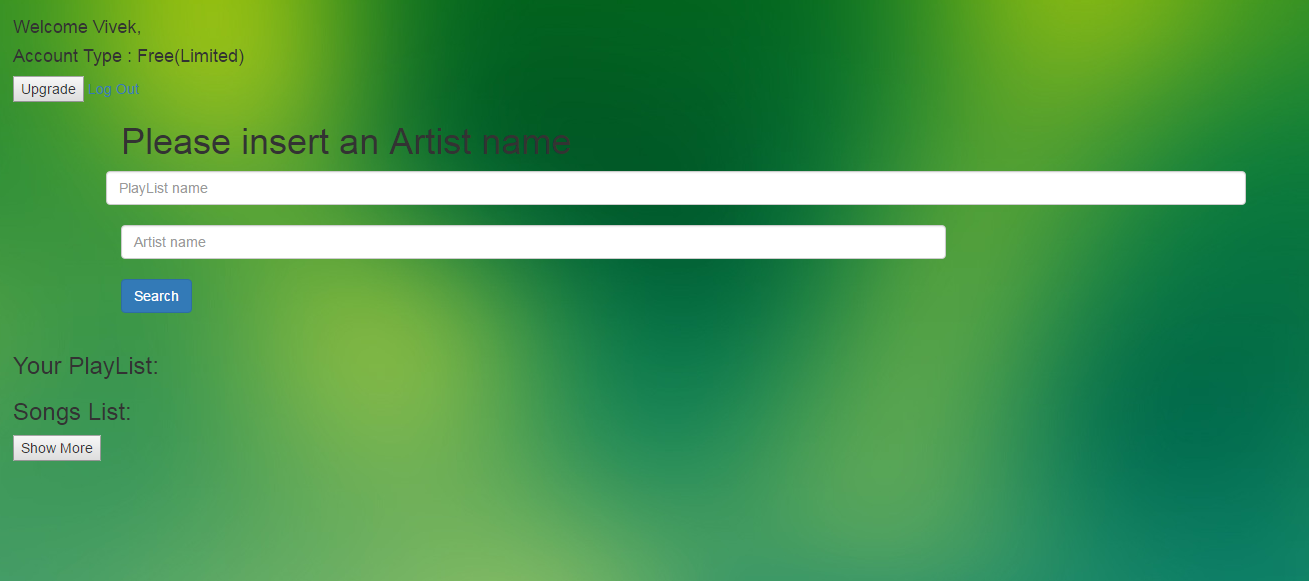 Welcome Vivek,
Account Type : Free(Limited)
Upgrade Log Out
Please insert an Artist name
PlayList name
Artist name
Search
Your PlayList:
Songs List:
Show More